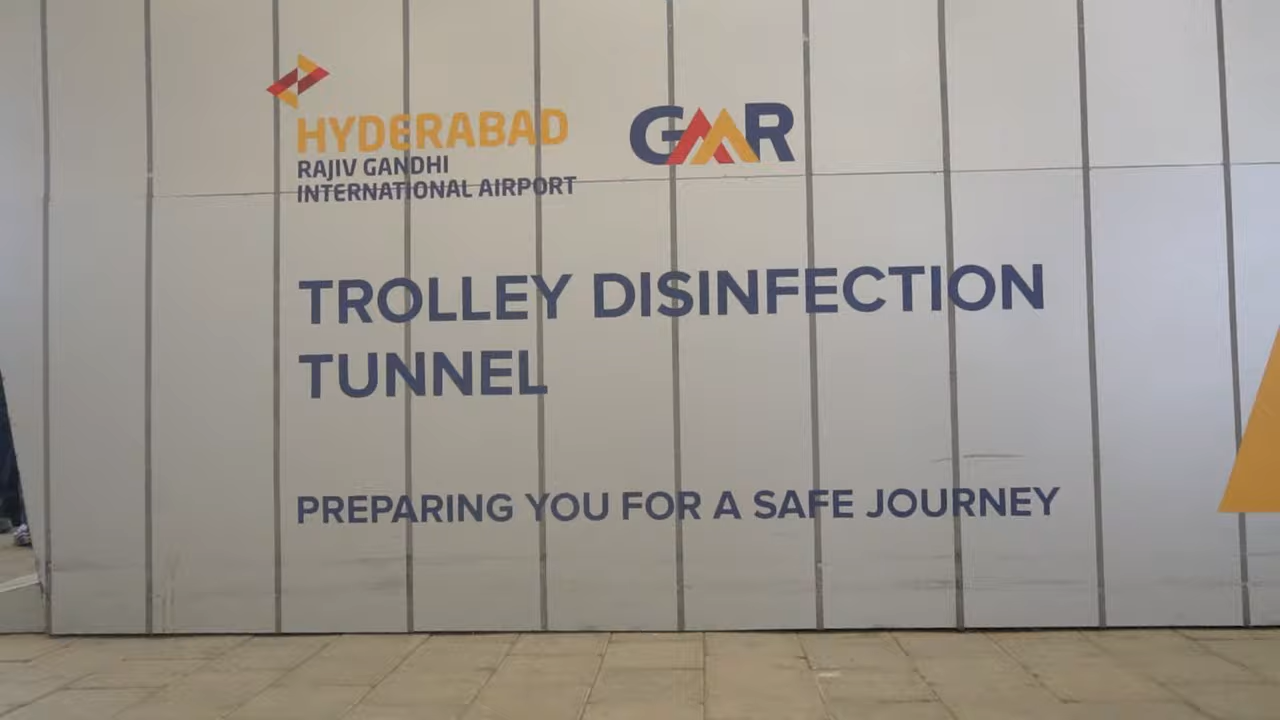 HYDERABAD
RAJIV GANDHI
INTERNATIONAL AIRPORT
GMR
TROLLEY DISINFECTION
TUNNEL
PREPARING YOU FOR A SAFE JOURNEY